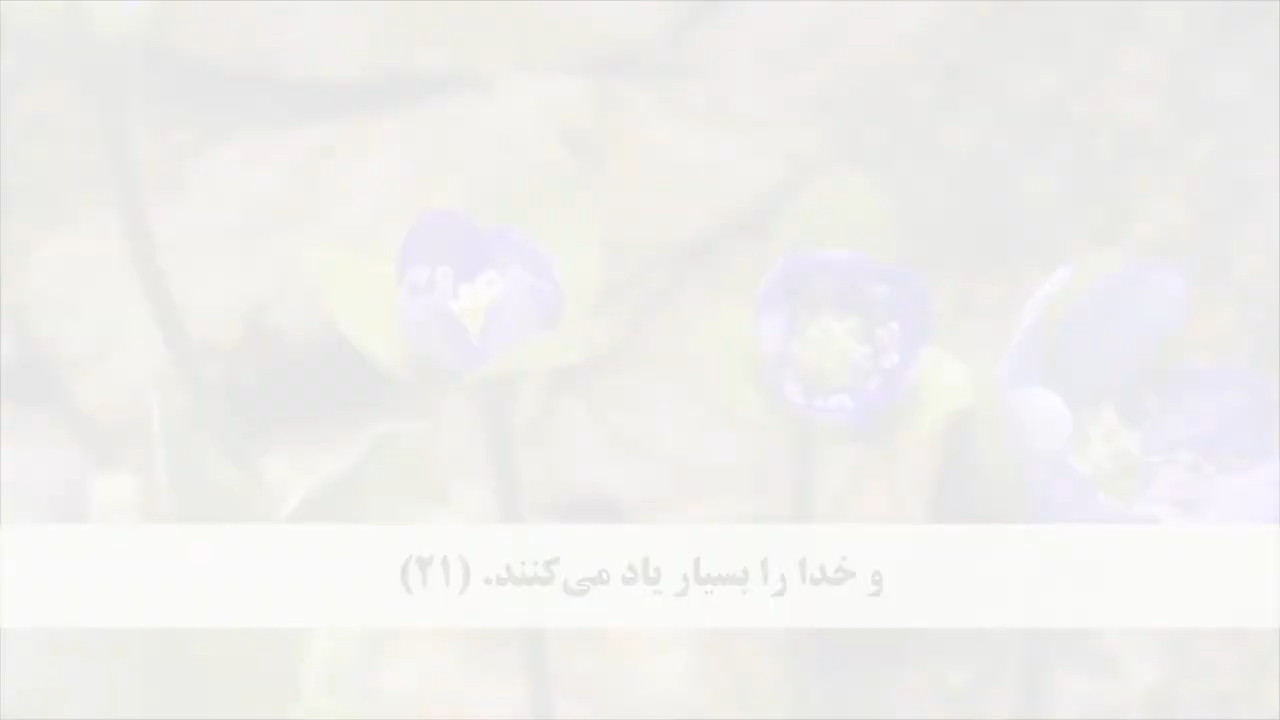 و خدا را بسیار یاد می‌کنند. (۲۱)